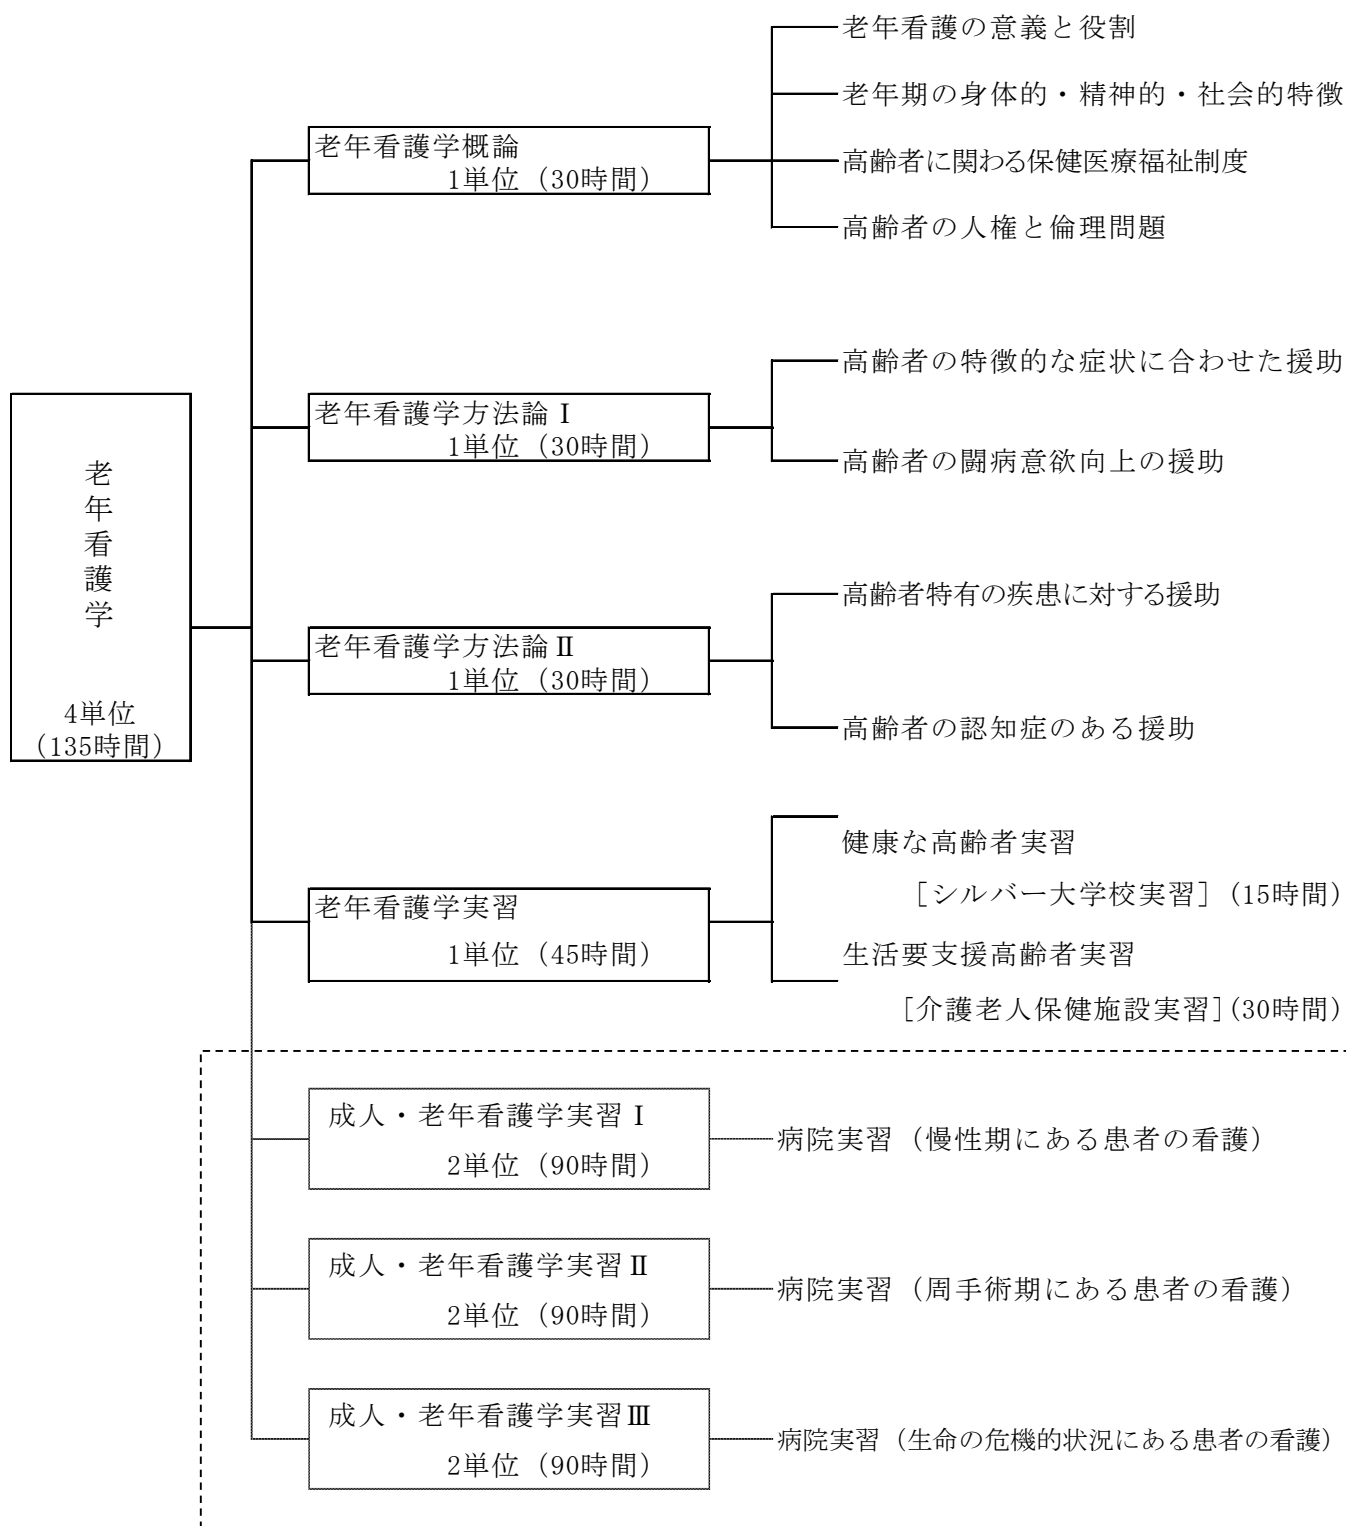 老年看護学
4単位
(135時間)
老年看護学概論
1単位 (30時間)
老年看護の意義と役割
老年期の身体的・精神的・社会的特徴
高齢者に関わる保健医療福祉制度
高齢者の人権と倫理問題
老年看護学方法論Ⅰ
1単位 (30時間)
高齢者の特徴的な症状に合わせた援助
高齢者の闘病意欲向上の援助
老年看護学方法論Ⅱ
1単位 (30時間)
高齢者特有の疾患に対する援助
高齢者の認知症のある援助
老年看護学実習
1単位 (45時間)
健康な高齢者実習
[シルバー大学校実習] (15時間)
生活要支援高齢者実習
[介護老人保健施設実習] (30時間)
成人・老年看護学実習Ⅰ
2単位 (90時間)
病院実習 (慢性期にある患者の看護)
成人・老年看護学実習Ⅱ
2単位 (90時間)
病院実習 (周手術期にある患者の看護)
成人・老年看護学実習Ⅲ
2単位 (90時間)
病院実習 (生命の危機的状況にある患者の看護)